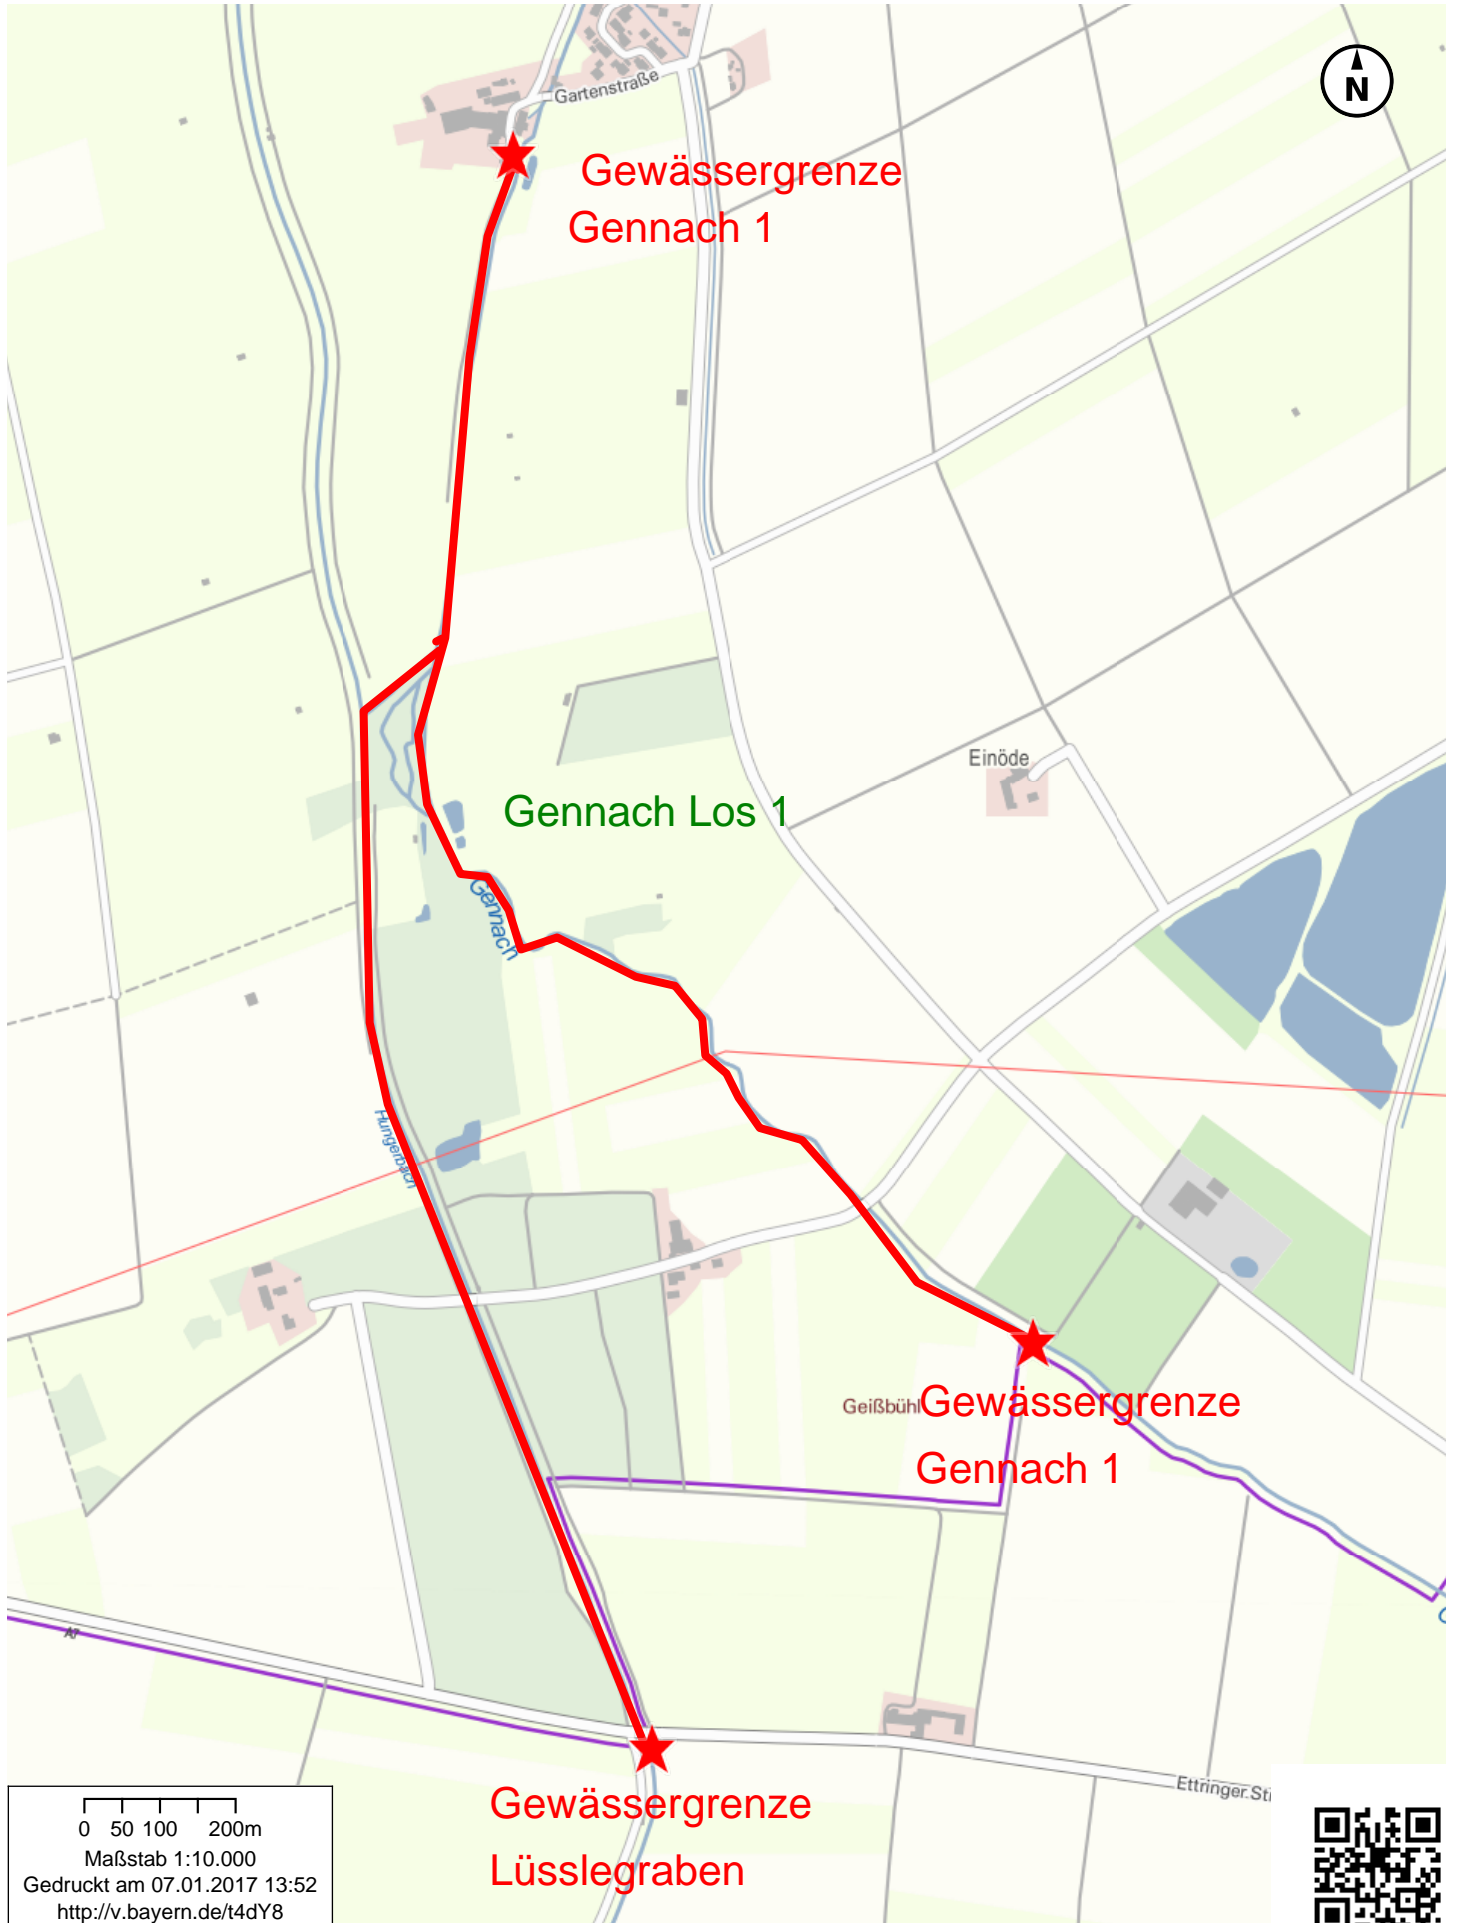 Gartenstraße
N
Gewässergrenze
Gennach 1
Einöde
Gennach Los 1
Gennach
Hungerbach
Geißbühl
Gewässergrenze
Gennach 1
Ettringer
Gewässergrenze
Lüsslegraben
0 50 100 200m
Maßstab 1:10.000
Gedruckt am 07.01.2017 13:52
http://v.bayern.de/t4dY8